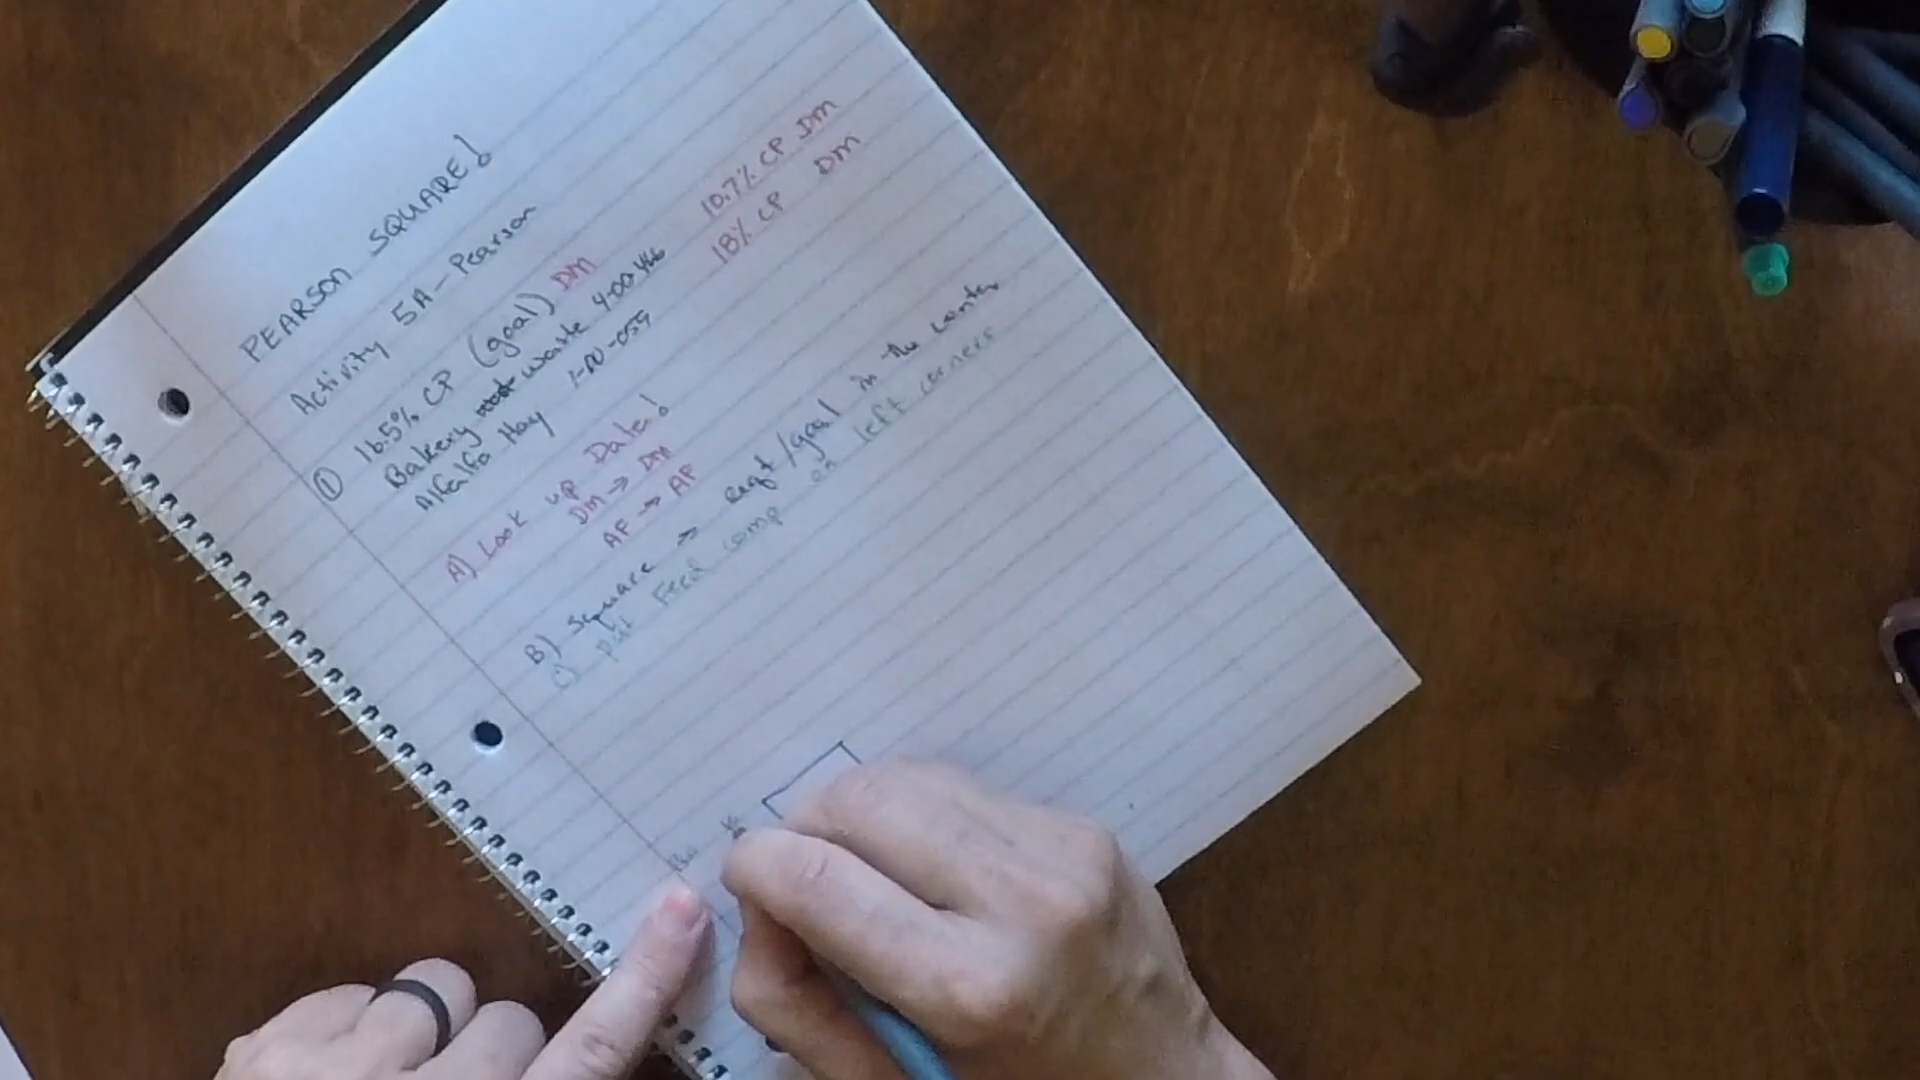 PEARSON SQUARE!
Activity 5A - Pearson
① 16.5% CP (goal) DM
Bakery waste 4-00-466 10.7% CP DM
Alfalfa Hay 1-00-059 18% CP DM
A) Look up Data!
DM → DM
AF → AF
B) Square → reqt/goal in the center
C) put Feed comp on left corners
Ba